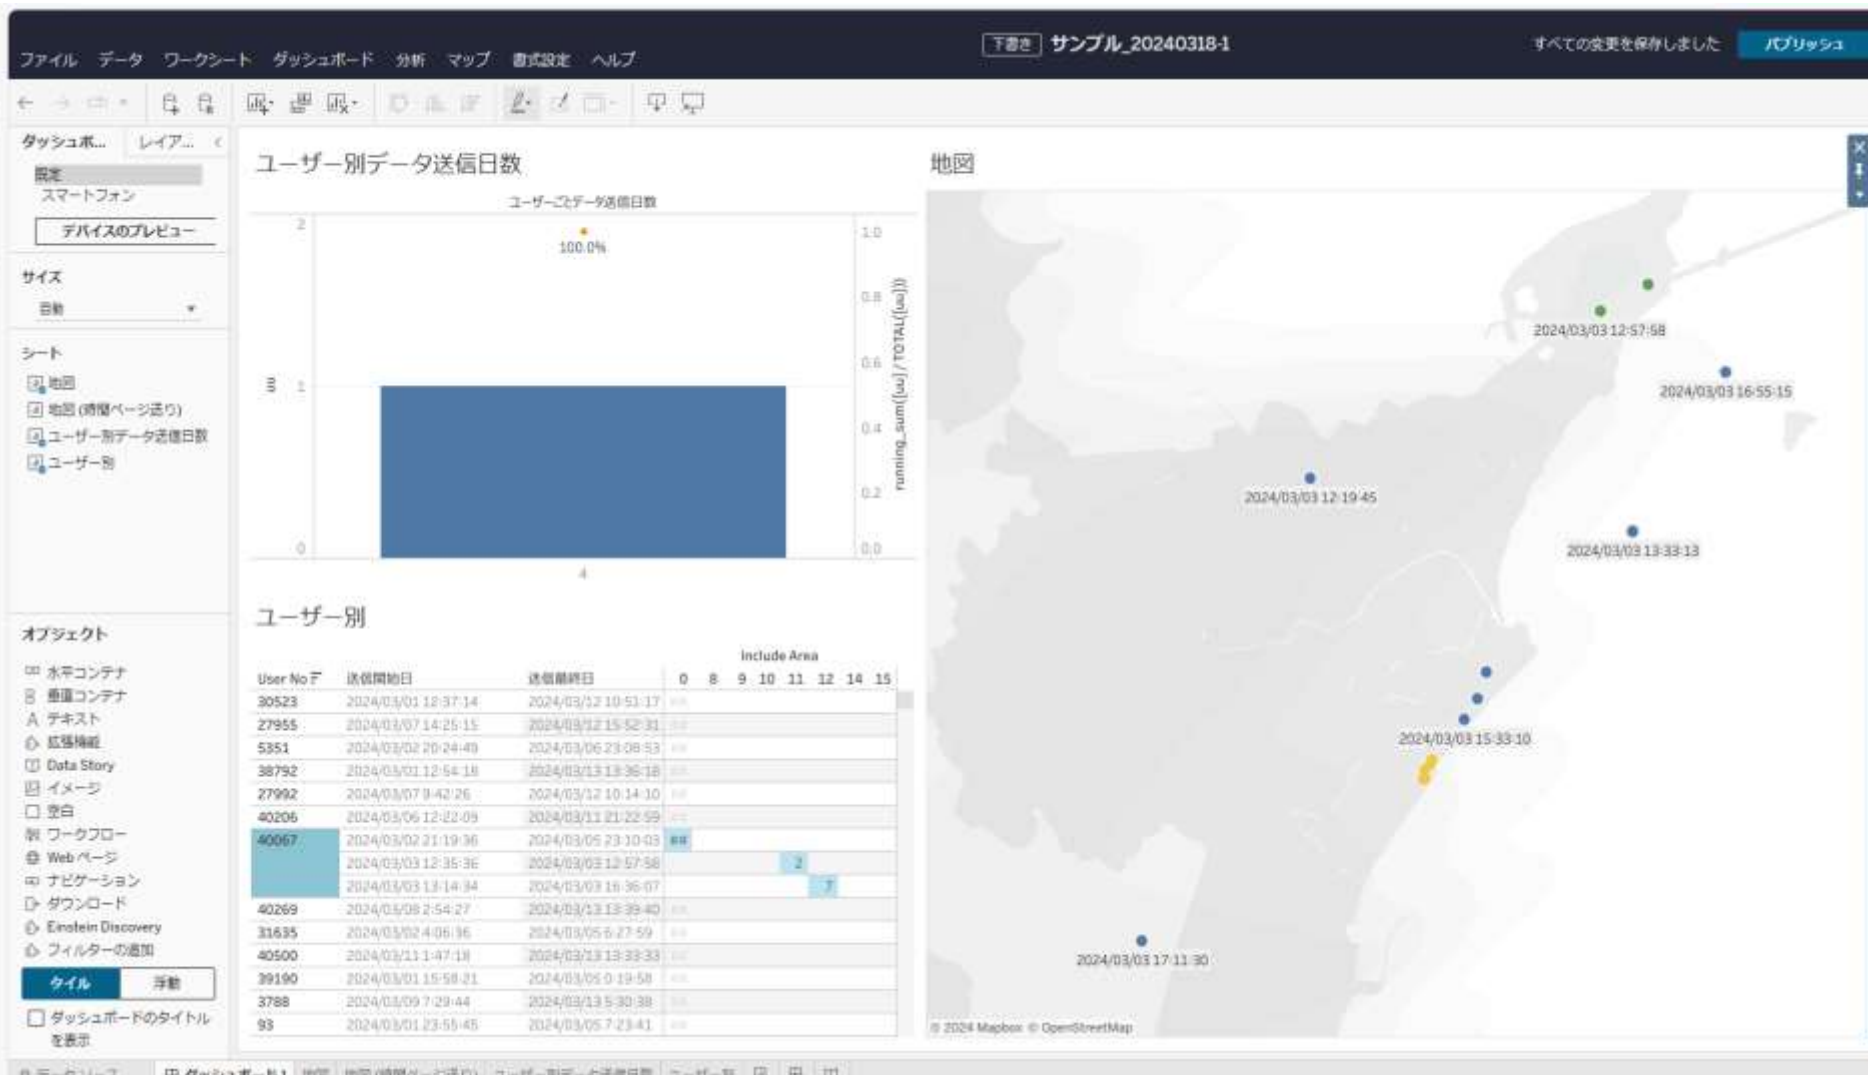 下書き サンプル_20240318-1
すべての変更を保存しました
パブリッシュ
ファイル データ ワークシート ダッシュボード 分析 マップ 書式設定 ヘルプ
ダッシュボ... レイア...
既定
スマートフォン
デバイスのプレビュー
サイズ
自動
シート
地図
地図 (時間ページ送り)
ユーザー別データ送信日数
ユーザー別
オブジェクト
水平コンテナ
垂直コンテナ
テキスト
拡張機能
Data Story
イメージ
空白
ワークフロー
Web ページ
ナビゲーション
ダウンロード
Einstein Discovery
フィルターの追加
タイル 浮動
ダッシュボードのタイトル
を表示
ユーザー別データ送信日数
ユーザーごとデータ送信日数
2
1
0
uu
100.0%
1.0
0.8
0.6
0.4
0.2
0.0
running_sum([uu] / TOTAL([uu]))
4
ユーザー別
Include Area
User No 送信開始日 送信最終日 0 8 9 10 11 12 14 15
30523 2024/03/01 12:37:14 2024/03/12 10:51:17
27955 2024/03/07 14:25:15 2024/03/12 15:52:31
5351 2024/03/02 20:24:49 2024/03/06 23:08:53
38792 2024/03/01 12:54:18 2024/03/13 13:36:18
27992 2024/03/07 9:42:26 2024/03/12 10:14:10
40206 2024/03/06 12:22:09 2024/03/11 21:22:59
40067 2024/03/02 21:19:36 2024/03/05 23:10:03 ##
2024/03/03 12:35:36 2024/03/03 12:57:58 2
2024/03/03 13:14:34 2024/03/03 16:36:07 7
40269 2024/03/08 2:54:27 2024/03/13 13:39:40
31635 2024/03/02 4:06:36 2024/03/05 6:27:59
40500 2024/03/11 1:47:18 2024/03/13 13:33:33
39190 2024/03/01 15:58:21 2024/03/05 0:19:58
3788 2024/03/09 7:29:44 2024/03/13 5:30:38
93 2024/03/01 23:55:45 2024/03/05 7:23:41
地図
2024/03/03 12:57:58
2024/03/03 16:55:15
2024/03/03 12:19:45
2024/03/03 13:33:13
2024/03/03 15:33:10
2024/03/03 17:11:30
© 2024 Mapbox © OpenStreetMap